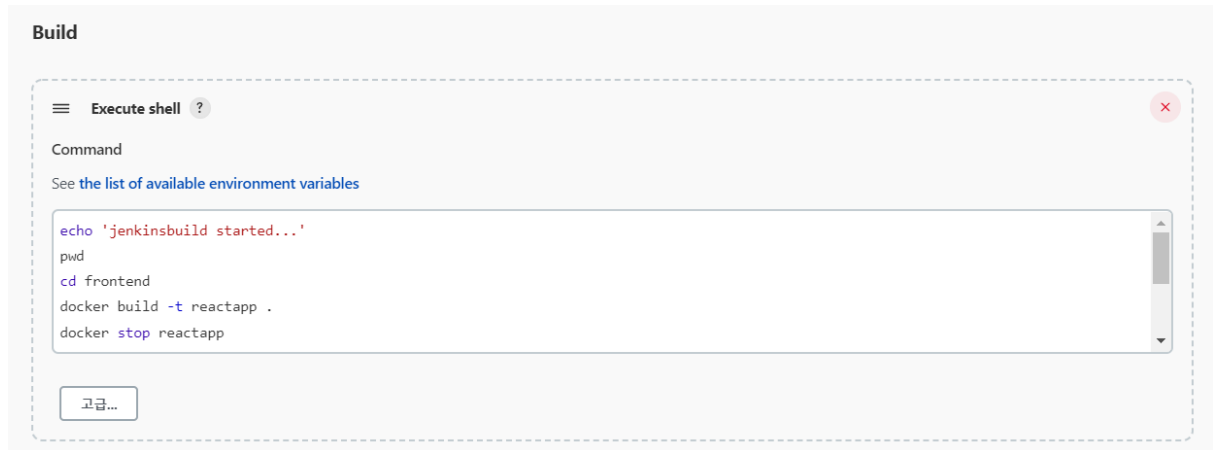 Build
Execute shell ?
Command
See the list of available environment variables
echo 'jenkinsbuild started...'
pwd
cd frontend
docker build -t reactapp .
docker stop reactapp
고급...